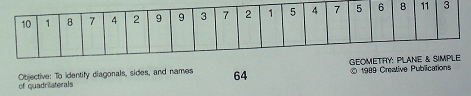 10 1 8 7 4 2 9 9 3 7 2 1 5 4 7 5 6 8 11 3
Objective: To identify diagonals, sides, and names
of quadrilaterals
64
GEOMETRY: PLANE & SIMPLE
© 1989 Creative Publications